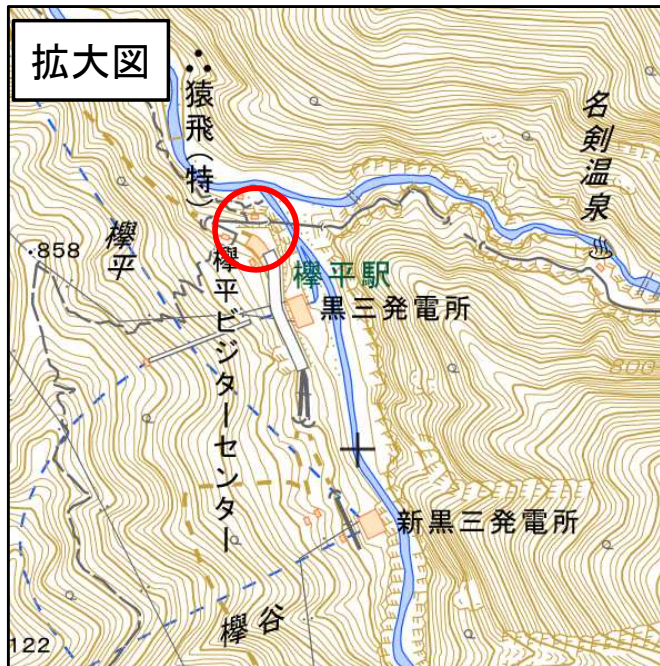 拡大図
猿飛(特)
名剣温泉
・858
欅平
欅平駅
黒三発電所
欅平ビジターセンター
800
新黒三発電所
欅谷
122